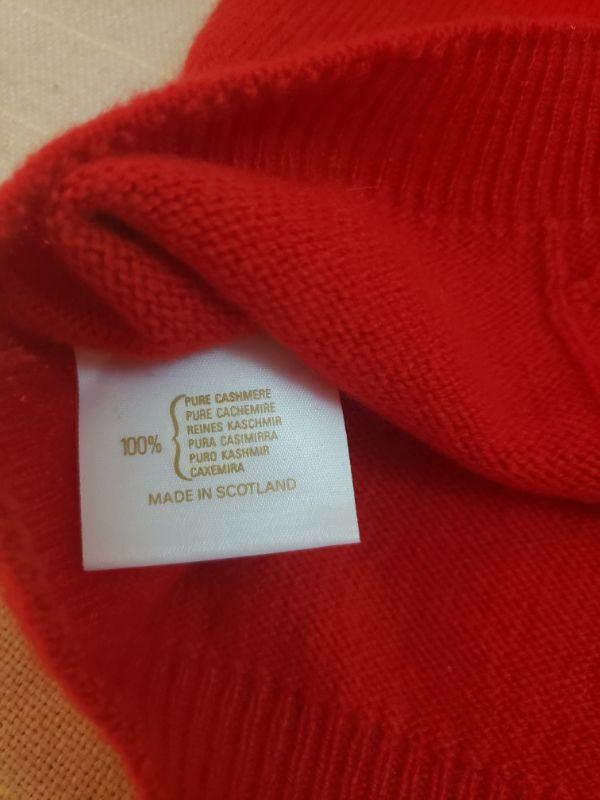 100%
PURE CASHMERE
PURE CACHEMIRE
REINES KASCHMIR
PURA CASIMIRRA
PURO KASHMIR
CAXEMIRA
MADE IN SCOTLAND